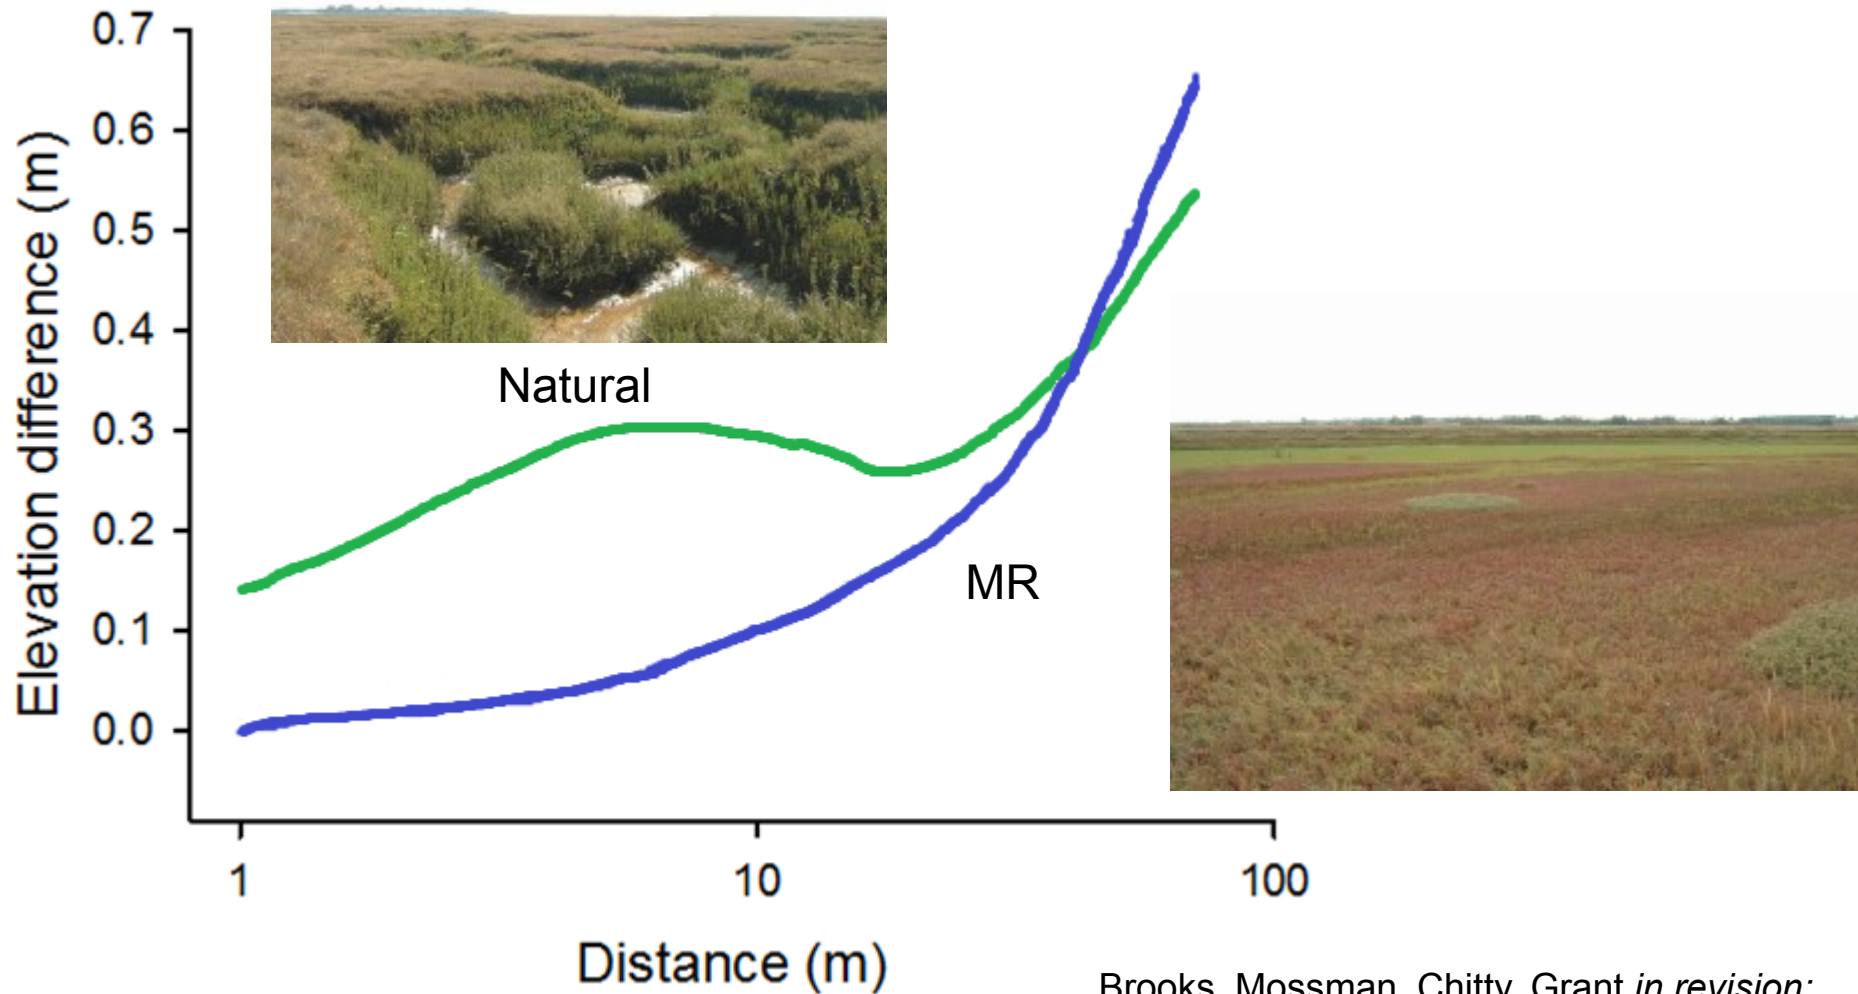 0.7
0.6
0.5
0.4
0.3
0.2
0.1
0.0
Elevation difference (m)
Natural
MR
1 10 100
Distance (m)
Brooks, Mossman, Chitty, Grant in revision;